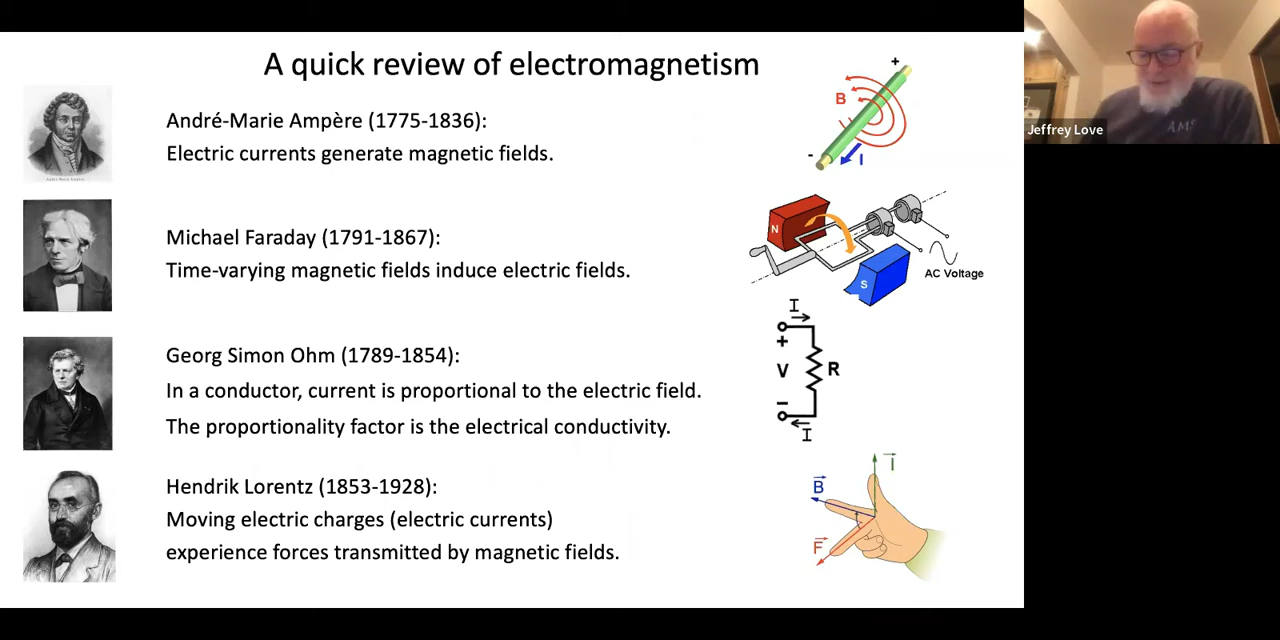 A quick review of electromagnetism
André-Marie Ampère (1775-1836):
Electric currents generate magnetic fields.
Michael Faraday (1791-1867):
Time-varying magnetic fields induce electric fields.
Georg Simon Ohm (1789-1854):
In a conductor, current is proportional to the electric field.
The proportionality factor is the electrical conductivity.
Hendrik Lorentz (1853-1928):
Moving electric charges (electric currents)
experience forces transmitted by magnetic fields.
+
B
-
I
N
S
AC Voltage
I
+
V
R
−
I
I
B
F
Jeffrey Love